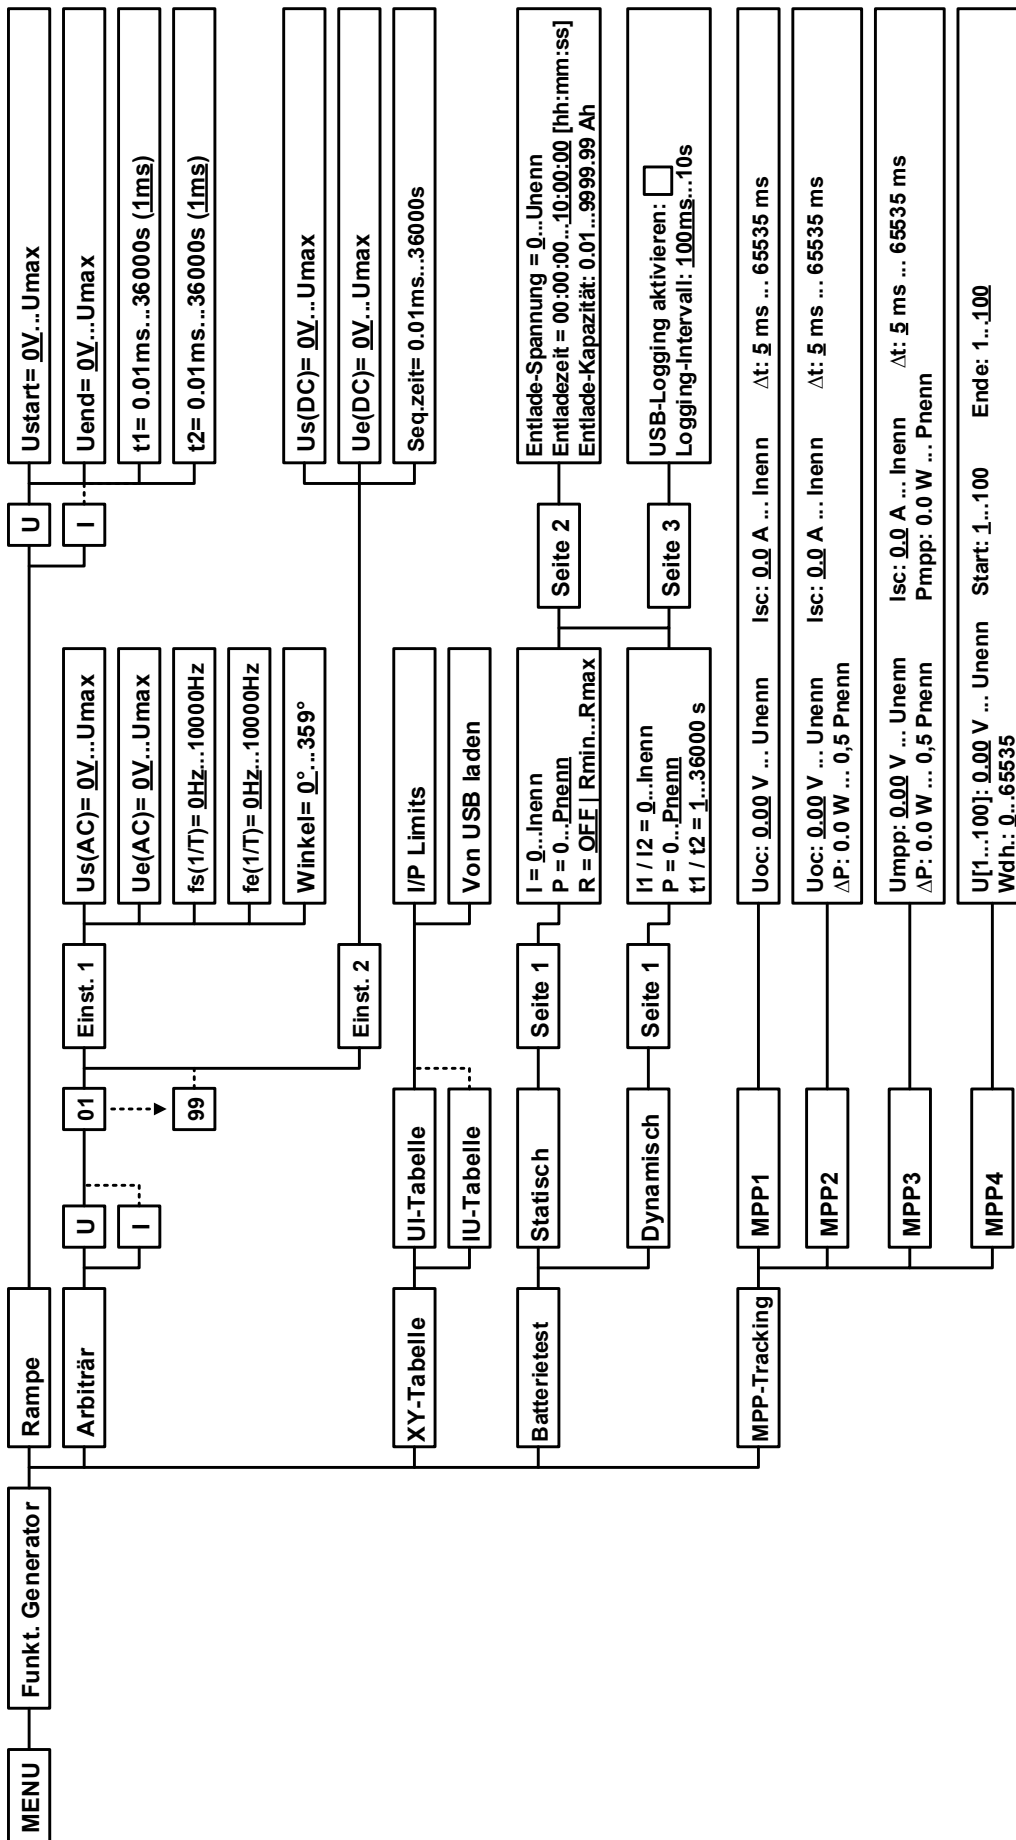 MENU
Funkt. Generator
Rampe
U
Ustart= 0V...Umax
I
Uend= 0V...Umax
t1= 0.01ms...36000s (1ms)
t2= 0.01ms...36000s (1ms)
Arbiträr
U
I
01
99
Einst. 1
Us(AC)= 0V...Umax
Ue(AC)= 0V...Umax
fs(1/T)= 0Hz...10000Hz
fe(1/T)= 0Hz...10000Hz
Winkel= 0°...359°
Einst. 2
Us(DC)= 0V...Umax
Ue(DC)= 0V...Umax
Seq.zeit= 0.01ms...36000s
XY-Tabelle
UI-Tabelle
IU-Tabelle
I/P Limits
Von USB laden
Batterietest
Statisch
Seite 1
I = 0...Inenn
P = 0...Pnenn
R = OFF | Rmin...Rmax
Dynamisch
Seite 1
I1 / I2 = 0...Inenn
P = 0...Pnenn
t1 / t2 = 1...36000 s
Seite 2
Entlade-Spannung = 0...Unenn
Entladezeit = 00:00:00...10:00:00 [hh:mm:ss]
Entlade-Kapazität: 0.01...9999.99 Ah
Seite 3
USB-Logging aktivieren:
Logging-Intervall: 100ms...10s
MPP-Tracking
MPP1
Uoc: 0.00 V ... Unenn Isc: 0.0 A ... Inenn Δt: 5 ms ... 65535 ms
MPP2
Uoc: 0.00 V ... Unenn Isc: 0.0 A ... Inenn Δt: 5 ms ... 65535 ms
ΔP: 0.0 W ... 0,5 Pnenn
MPP3
Umpp: 0.00 V ... Unenn Isc: 0.0 A ... Inenn Δt: 5 ms ... 65535 ms
ΔP: 0.0 W ... 0,5 Pnenn Pmpp: 0.0 W ... Pnenn
MPP4
U[1...100]: 0.00 V ... Unenn Start: 1...100 Ende: 1...100
Wdh.: 0...65535